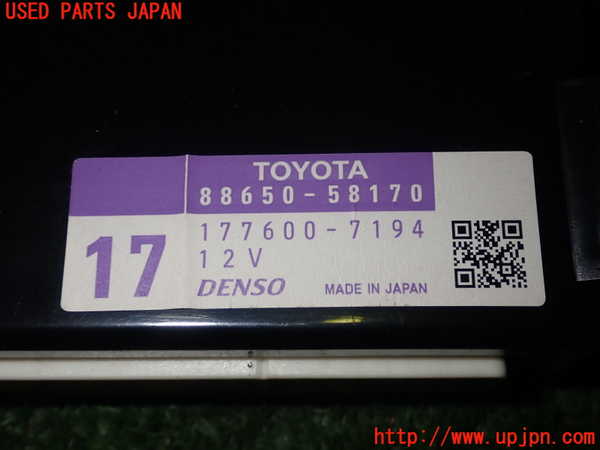 USED PARTS JAPAN
TOYOTA
88650-58170
17
177600-7194
12V
DENSO
MADE IN JAPAN
http://www.upjpn.com/